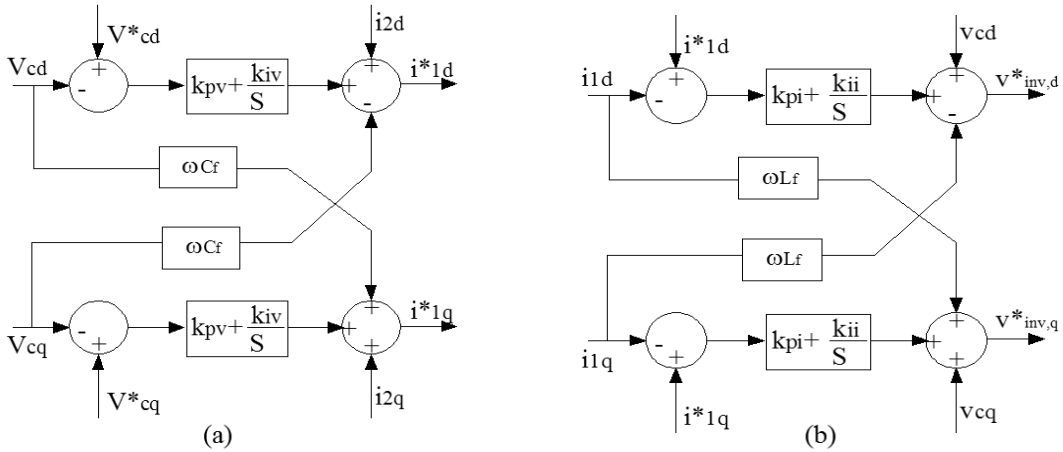 V*cd
i2d
Vcd
+
-
kpv+ kiv
S
+
+
-
i*1d
ωCf
ωCf
Vcq
-
+
kpv+ kiv
S
+
+
+
i*1q
V*cq
i2q
(a)
i*1d
vcd
i1d
+
-
kpi+ kii
S
+
+
-
v*inv,d
ωLf
ωLf
i1q
-
+
kpi+ kii
S
+
+
+
v*inv,q
i*1q
vcq
(b)